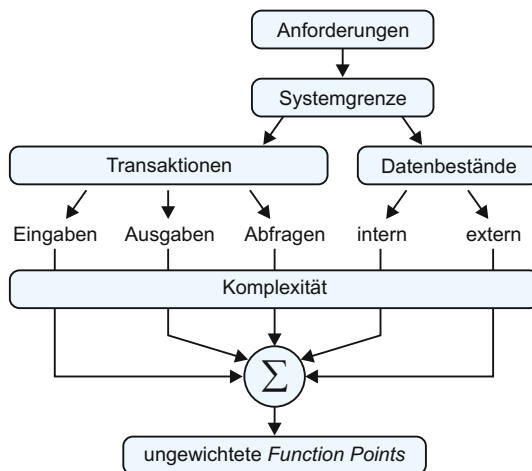 Anforderungen
Systemgrenze
Transaktionen
Datenbestände
Eingaben
Ausgaben
Abfragen
intern
extern
Komplexität
Σ
ungewichtete Function Points